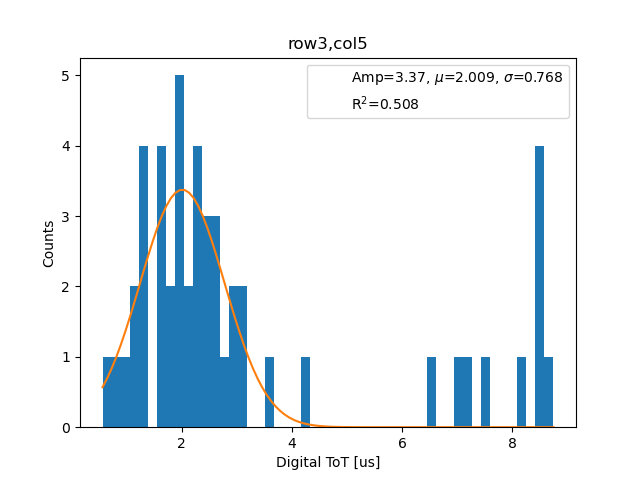 row3,col5
Amp=3.37, μ=2.009, σ=0.768
R²=0.508
Counts
5
4
3
2
1
0
2 4 6 8
Digital ToT [us]